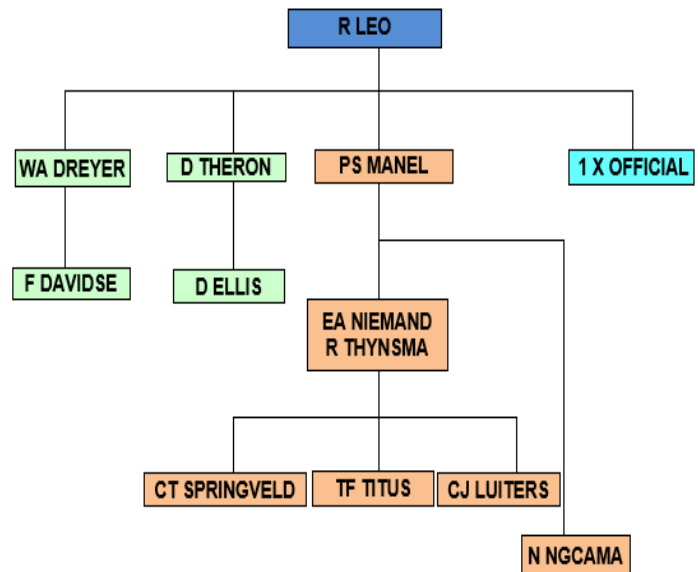 R LEO
WA DREYER
D THERON
PS MANEL
1 X OFFICIAL
F DAVIDSE
D ELLIS
EA NIEMAND
R THYNSMA
CT SPRINGVELD
TF TITUS
CJ LUITERS
N NGCAMA